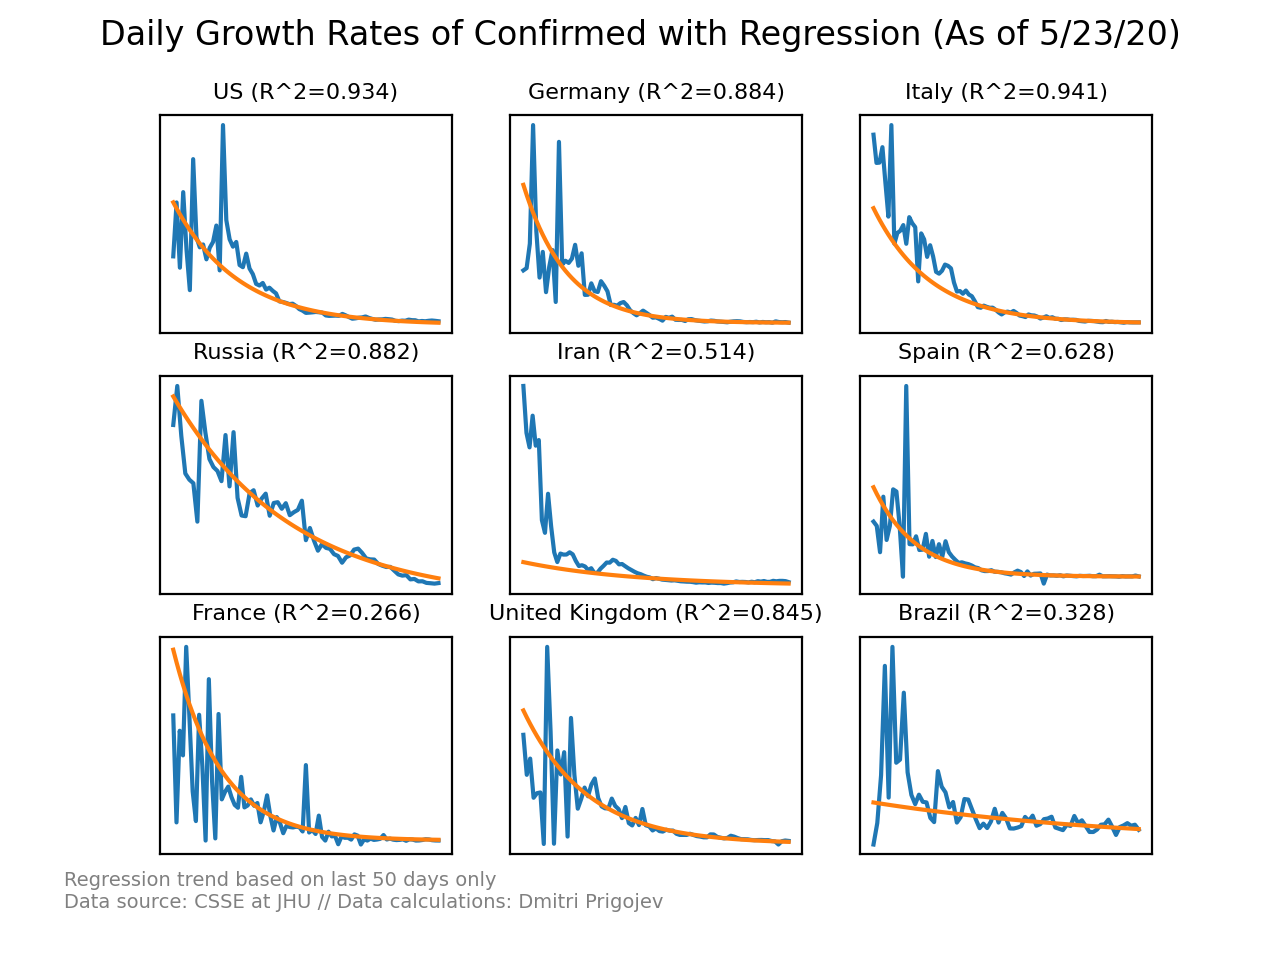 Daily Growth Rates of Confirmed with Regression (As of 5/23/20)
US (R^2=0.934)
Germany (R^2=0.884)
Italy (R^2=0.941)
Russia (R^2=0.882)
Iran (R^2=0.514)
Spain (R^2=0.628)
France (R^2=0.266)
United Kingdom (R^2=0.845)
Brazil (R^2=0.328)
Regression trend based on last 50 days only
Data source: CSSE at JHU // Data calculations: Dmitri Prigojev